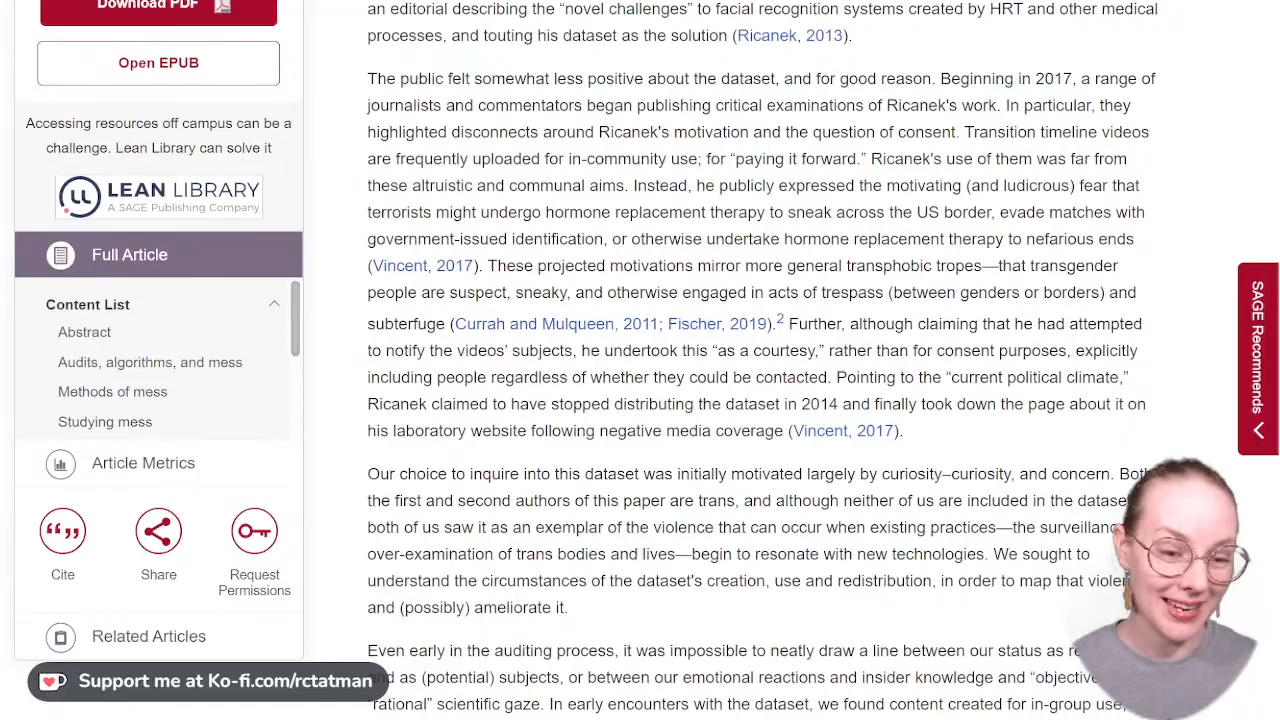 Download PDF
Open EPUB
Accessing resources off campus can be a
challenge. Lean Library can solve it
LEAN LIBRARY
A SAGE Publishing Company
Full Article
Content List
Abstract
Audits, algorithms, and mess
Methods of mess
Studying mess
Article Metrics
Cite
Share
Request
Permissions
Related Articles
Support me at Ko-fi.com/rctatman
an editorial describing the “novel challenges” to facial recognition systems created by HRT and other medical
processes, and touting his dataset as the solution (Ricanek, 2013).
The public felt somewhat less positive about the dataset, and for good reason. Beginning in 2017, a range of
journalists and commentators began publishing critical examinations of Ricanek's work. In particular, they
highlighted disconnects around Ricanek's motivation and the question of consent. Transition timeline videos
are frequently uploaded for in-community use; for “paying it forward.” Ricanek's use of them was far from
these altruistic and communal aims. Instead, he publicly expressed the motivating (and ludicrous) fear that
terrorists might undergo hormone replacement therapy to sneak across the US border, evade matches with
government-issued identification, or otherwise undertake hormone replacement therapy to nefarious ends
(Vincent, 2017). These projected motivations mirror more general transphobic tropes—that transgender
people are suspect, sneaky, and otherwise engaged in acts of trespass (between genders or borders) and
subterfuge (Currah and Mulqueen, 2011; Fischer, 2019).2 Further, although claiming that he had attempted
to notify the videos’ subjects, he undertook this “as a courtesy,” rather than for consent purposes, explicitly
including people regardless of whether they could be contacted. Pointing to the “current political climate,”
Ricanek claimed to have stopped distributing the dataset in 2014 and finally took down the page about it on
his laboratory website following negative media coverage (Vincent, 2017).
Our choice to inquire into this dataset was initially motivated largely by curiosity–curiosity, and concern. Both
the first and second authors of this paper are trans, and although neither of us are included in the dataset
both of us saw it as an exemplar of the violence that can occur when existing practices—the
over-examination of trans bodies and lives—begin to resonate with new technologies. We sought to
understand the circumstances of the dataset's creation, use and redistribution, in order to map that
and (possibly) ameliorate it.
Even early in the auditing process, it was impossible to neatly draw a line between our status as
and as (potential) subjects, or between our emotional reactions and insider knowledge and
“rational” scientific gaze. In early encounters with the dataset, we found content created for in-group use,
SAGE Recommends